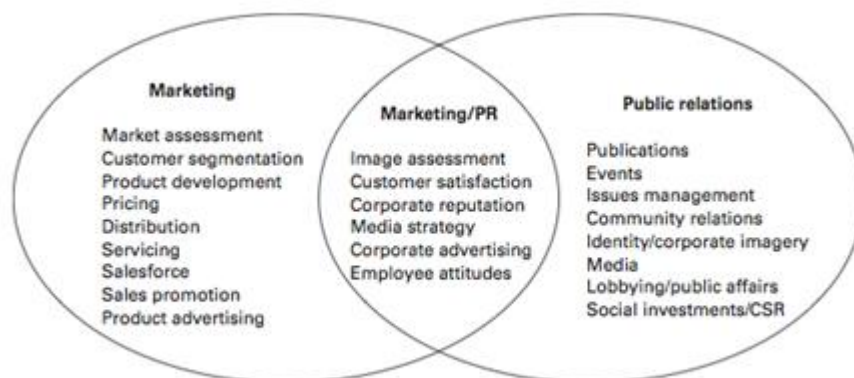 Marketing
Market assessment
Customer segmentation
Product development
Pricing
Distribution
Servicing
Salesforce
Sales promotion
Product advertising
Marketing/PR
Image assessment
Customer satisfaction
Corporate reputation
Media strategy
Corporate advertising
Employee attitudes
Public relations
Publications
Events
Issues management
Community relations
Identity/corporate imagery
Media
Lobbying/public affairs
Social investments/CSR